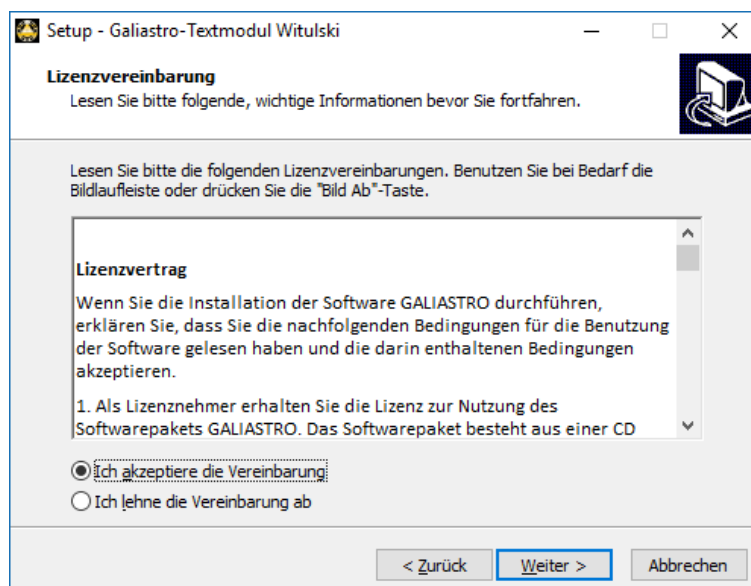 Setup - Galiastro-Textmodul Witulski
Lizenzvereinbarung
Lesen Sie bitte folgende, wichtige Informationen bevor Sie fortfahren.
Lesen Sie bitte die folgenden Lizenzvereinbarungen. Benutzen Sie bei Bedarf die
Bildlaufleiste oder drücken Sie die "Bild Ab"-Taste.
Lizenzvertrag
Wenn Sie die Installation der Software GALIASTRO durchführen,
erklären Sie, dass Sie die nachfolgenden Bedingungen für die Benutzung
der Software gelesen haben und die darin enthaltenen Bedingungen
akzeptieren.
1. Als Lizenznehmer erhalten Sie die Lizenz zur Nutzung des
Softwarepakets GALIASTRO. Das Softwarepaket besteht aus einer CD
Ich akzeptiere die Vereinbarung
Ich lehne die Vereinbarung ab
< Zurück Weiter > Abbrechen